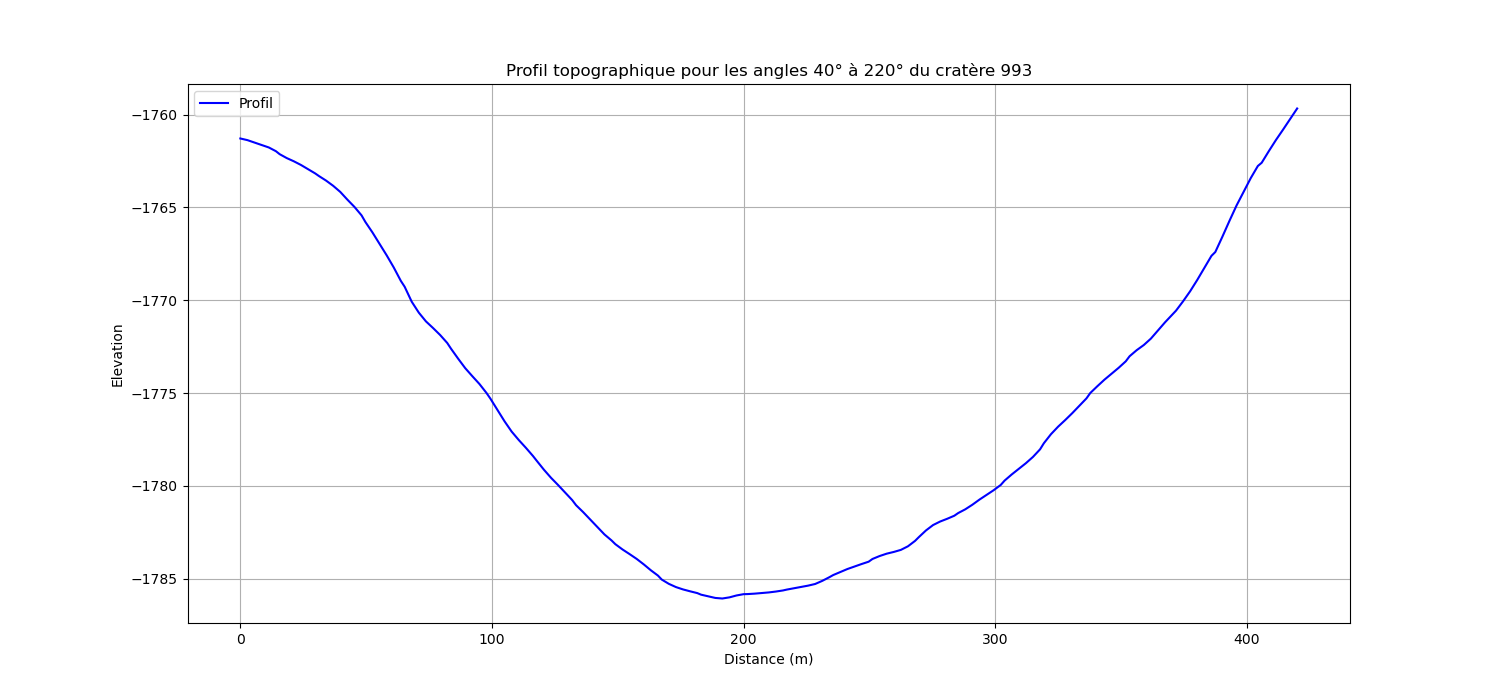 Profil topographique pour les angles 40° à 220° du cratère 993
Profil
−1760
−1765
−1770
−1775
−1780
−1785
Elevation
0 100 200 300 400
Distance (m)